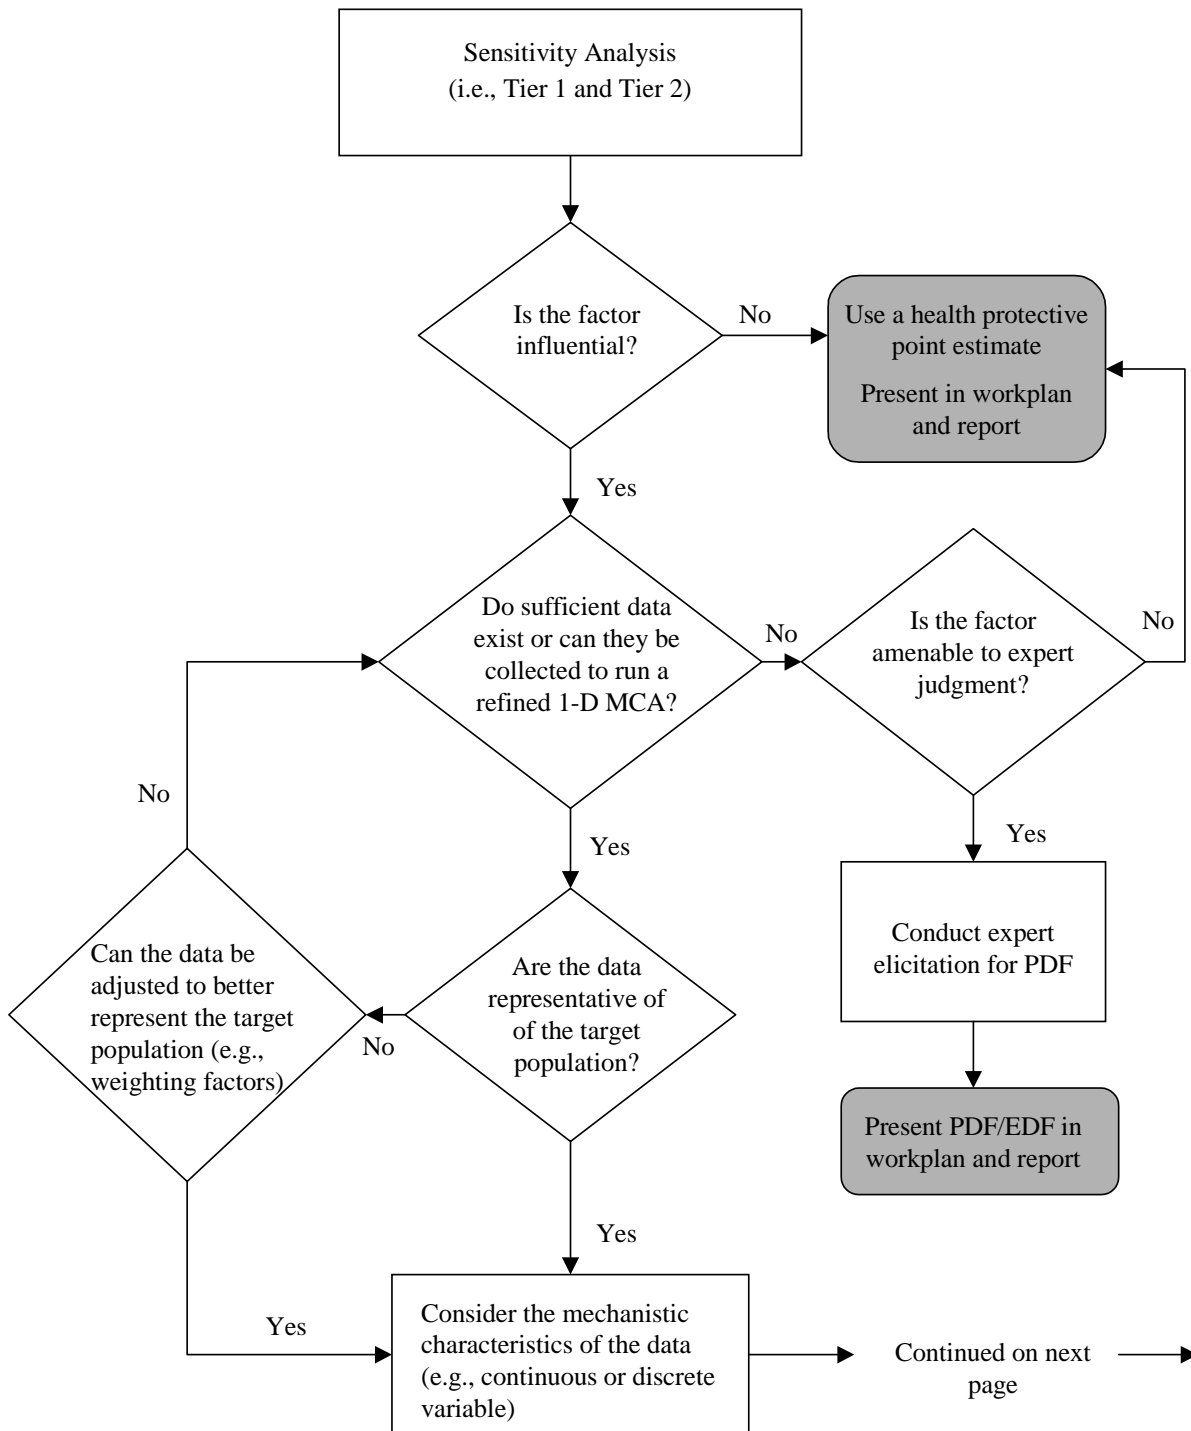 Sensitivity Analysis
(i.e., Tier 1 and Tier 2)
Is the factor
influential?
No
Use a health protective
point estimate
Present in workplan
and report
Yes
Do sufficient data
exist or can they be
collected to run a
refined 1-D MCA?
No
Is the factor
amenable to expert
judgment?
No
No
Yes
Yes
Can the data be
adjusted to better
represent the target
population (e.g.,
weighting factors)
No
Are the data
representative of
of the target
population?
Conduct expert
elicitation for PDF
Present PDF/EDF in
workplan and report
Yes
Yes
Consider the mechanistic
characteristics of the data
(e.g., continuous or discrete
variable)
Continued on next
page